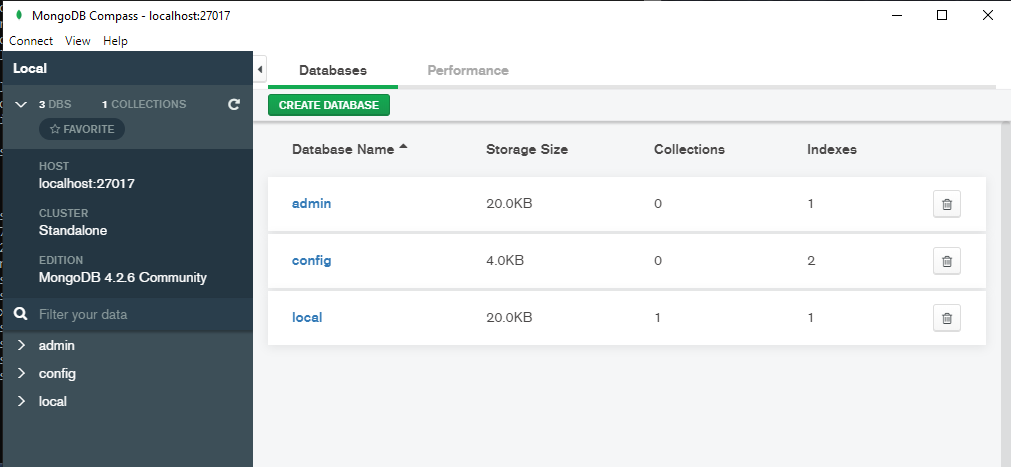 MongoDB Compass - localhost:27017
Connect View Help
Local
3 DBS 1 COLLECTIONS
FAVORITE
HOST
localhost:27017
CLUSTER
Standalone
EDITION
MongoDB 4.2.6 Community
Filter your data
admin
config
local
Databases Performance
CREATE DATABASE
Database Name Storage Size Collections Indexes
admin 20.0KB 0 1
config 4.0KB 0 2
local 20.0KB 1 1